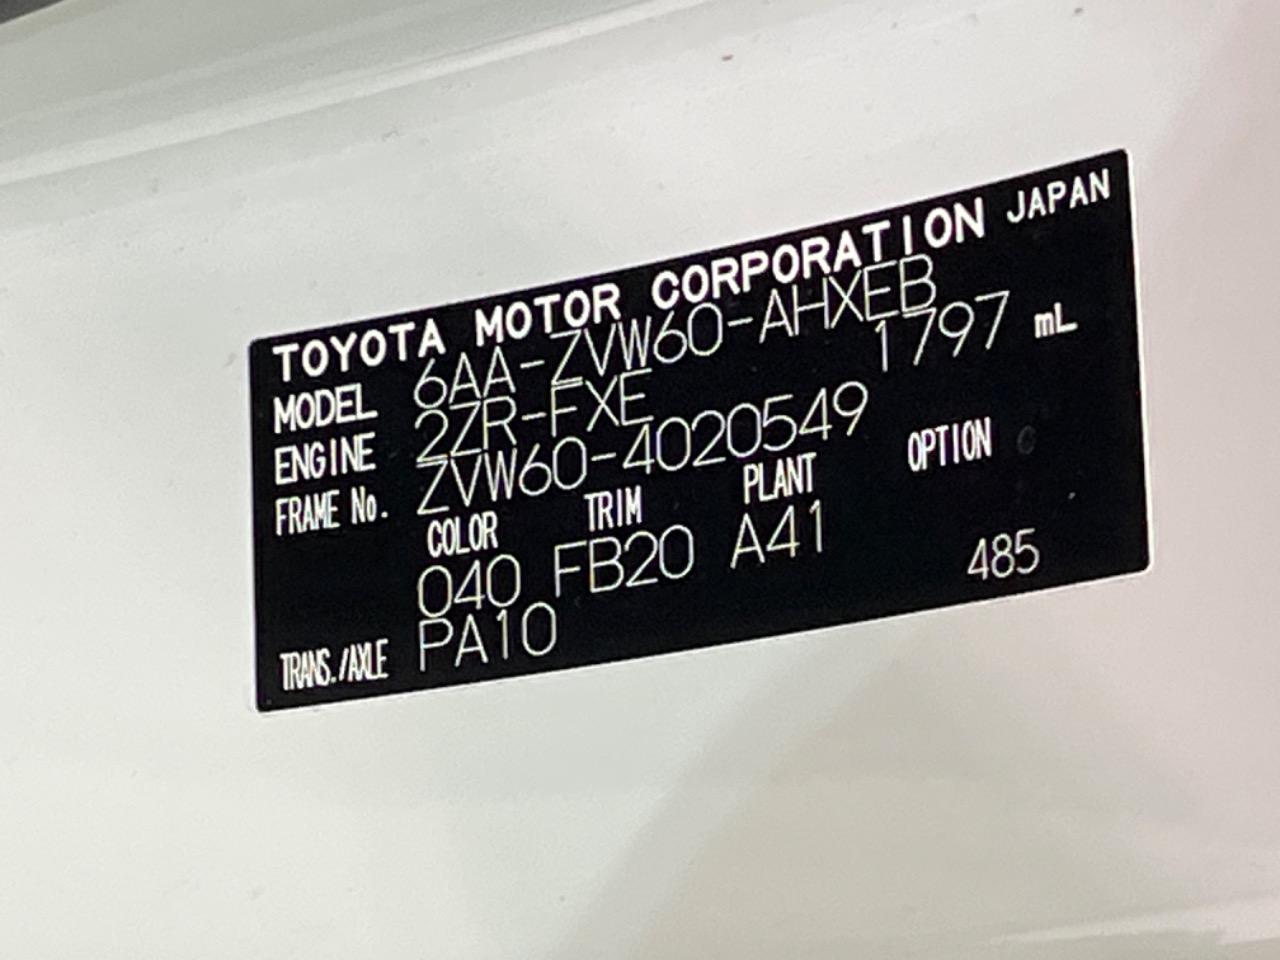 TOYOTA MOTOR CORPORATION JAPAN
MODEL 6AA-ZVW60-AHXEB
ENGINE 2ZR-FXE 1797 mL
FRAME No. ZVW60-4020549
COLOR TRIM PLANT OPTION
040 FB20 A41 485
TRANS./AXLE PA10